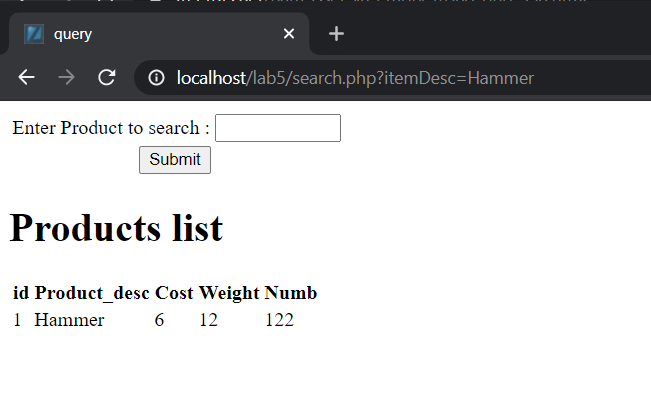 query
localhost/lab5/search.php?itemDesc=Hammer
Enter Product to search :
Submit
Products list
id Product_desc Cost Weight Numb
1 Hammer 6 12 122